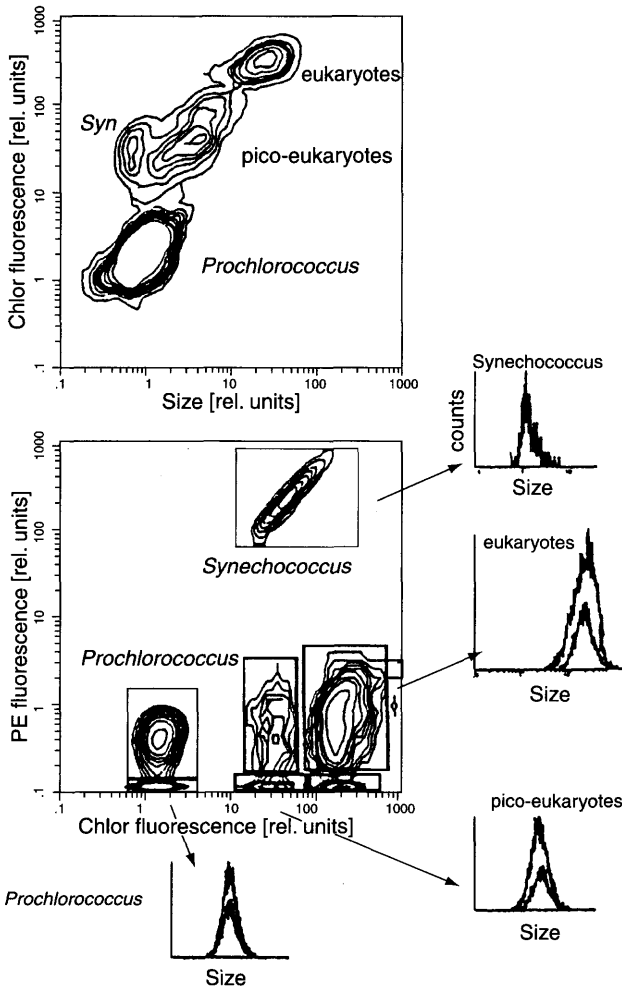 Chlor fluorescence [rel. units]
1000
100
10
1
.1
eukaryotes
Syn
pico-eukaryotes
Prochlorococcus
.1
1
10
100
1000
Size [rel. units]
Synechococcus
counts
Size
PE fluorescence [rel. units]
1000
100
10
1
.1
Synechococcus
Prochlorococcus
eukaryotes
Size
.1
1
10
100
1000
Chlor fluorescence [rel. units]
pico-eukaryotes
Size
Prochlorococcus
Size